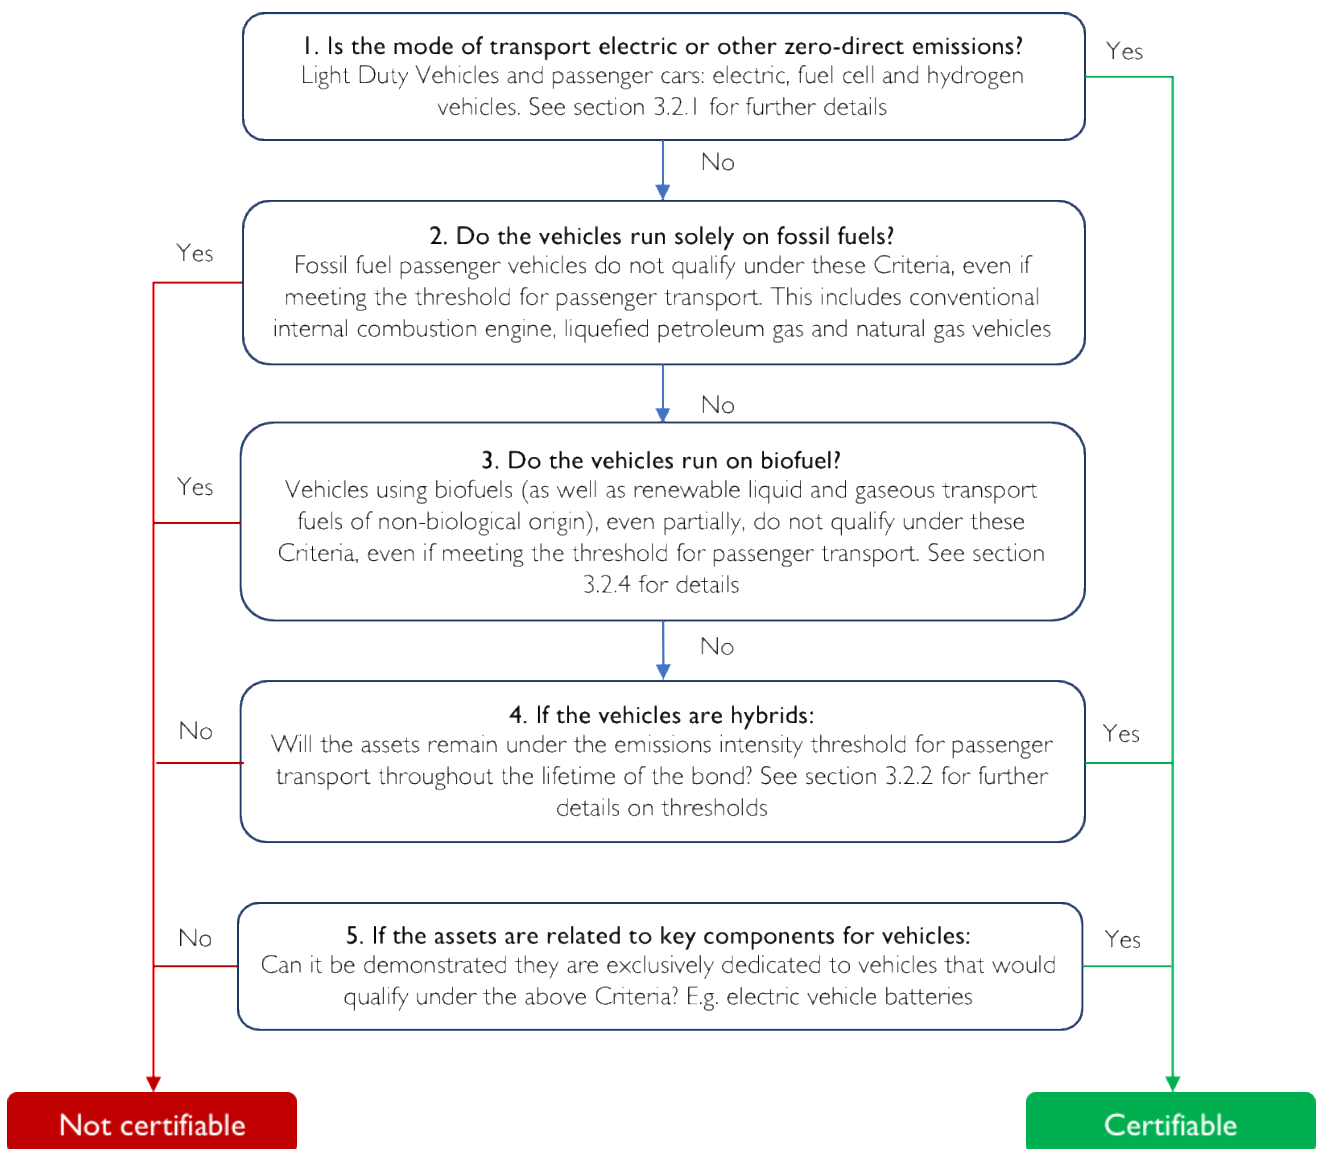 1. Is the mode of transport electric or other zero-direct emissions?
Light Duty Vehicles and passenger cars: electric, fuel cell and hydrogen
vehicles. See section 3.2.1 for further details
Yes
No
2. Do the vehicles run solely on fossil fuels?
Fossil fuel passenger vehicles do not qualify under these Criteria, even if
meeting the threshold for passenger transport. This includes conventional
internal combustion engine, liquefied petroleum gas and natural gas vehicles
Yes
No
3. Do the vehicles run on biofuel?
Vehicles using biofuels (as well as renewable liquid and gaseous transport
fuels of non-biological origin), even partially, do not qualify under these
Criteria, even if meeting the threshold for passenger transport. See section
3.2.4 for details
Yes
No
4. If the vehicles are hybrids:
Will the assets remain under the emissions intensity threshold for passenger
transport throughout the lifetime of the bond? See section 3.2.2 for further
details on thresholds
No
Yes
5. If the assets are related to key components for vehicles:
Can it be demonstrated they are exclusively dedicated to vehicles that would
qualify under the above Criteria? E.g. electric vehicle batteries
No
Yes
Not certifiable
Certifiable